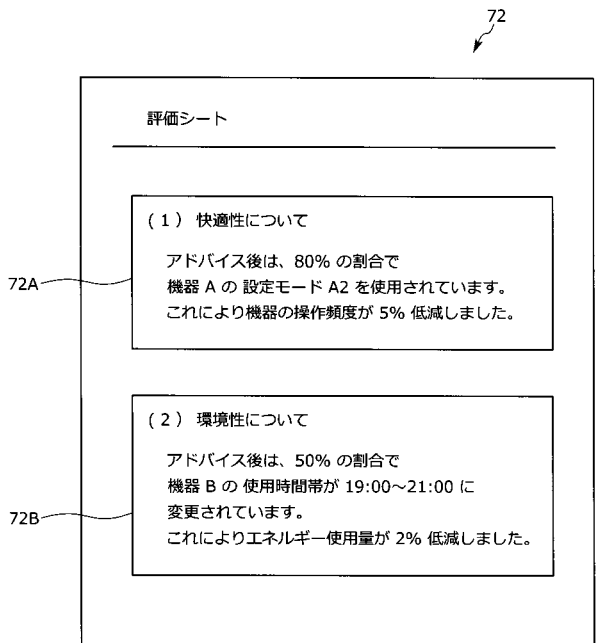 72
評価シート
(1) 快適性について
アドバイス後は、80% の割合で
機器 A の 設定モード A2 を使用されています。
これにより機器の操作頻度が 5% 低減しました。
72A
(2) 環境性について
アドバイス後は、50% の割合で
機器 B の 使用時間帯が 19:00～21:00 に
変更されています。
これによりエネルギー使用量が 2% 低減しました。
72B